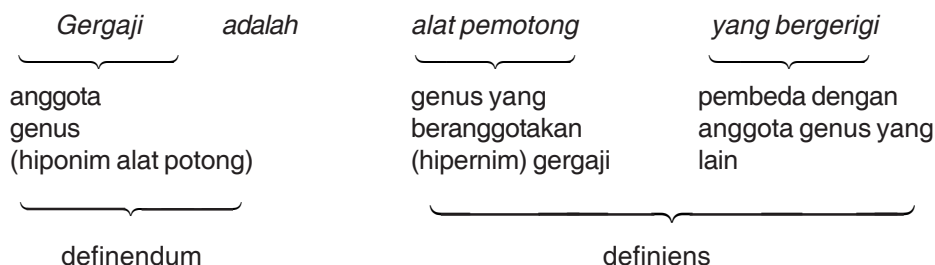 Gergaji adalah alat pemotong yang bergerigi
anggota genus yang pembeda dengan
genus beranggotakan anggota genus yang
(hiponim alat potong) (hipernim) gergaji lain
definendum definiens